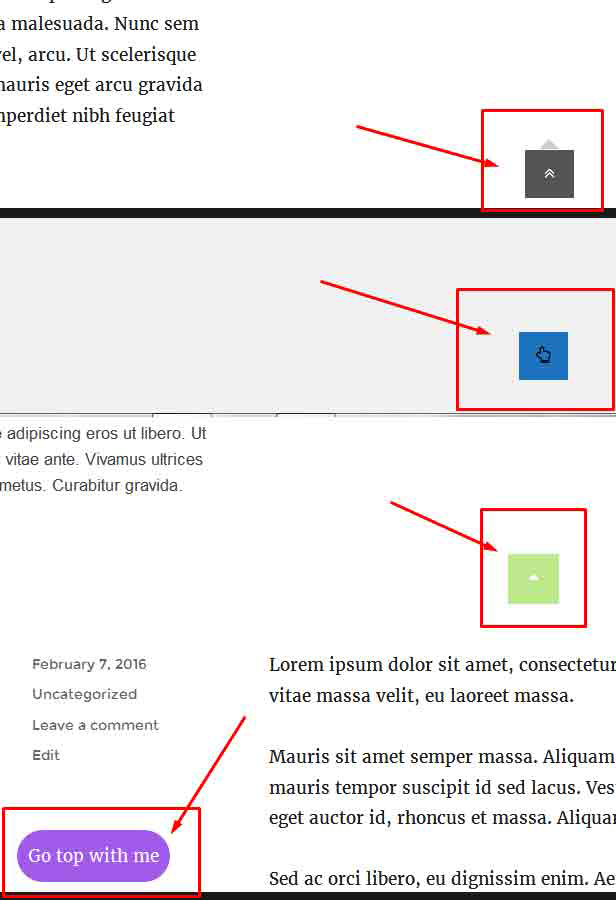 a malesuada. Nunc sem
vel, arcu. Ut scelerisque
mauris eget arcu gravida
mperdiet nibh feugiat
e adipiscing eros ut libero. Ut
vitae ante. Vivamus ultrices
metus. Curabitur gravida.
February 7, 2016
Uncategorized
Leave a comment
Edit
Go top with me
Lorem ipsum dolor sit amet, consectetur
vitae massa velit, eu laoreet massa.
Mauris sit amet semper massa. Aliquam
mauris tempor suscipit id sed lacus. Ves
eget auctor id, rhoncus et massa. Aliqua
Sed ac orci libero, eu dignissim enim. Ae